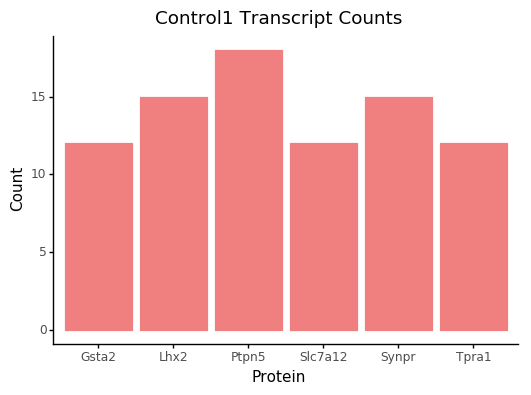 Control1 Transcript Counts
Count
15
10
5
0
Gsta2 Lhx2 Ptpn5 Slc7a12 Synpr Tpra1
Protein